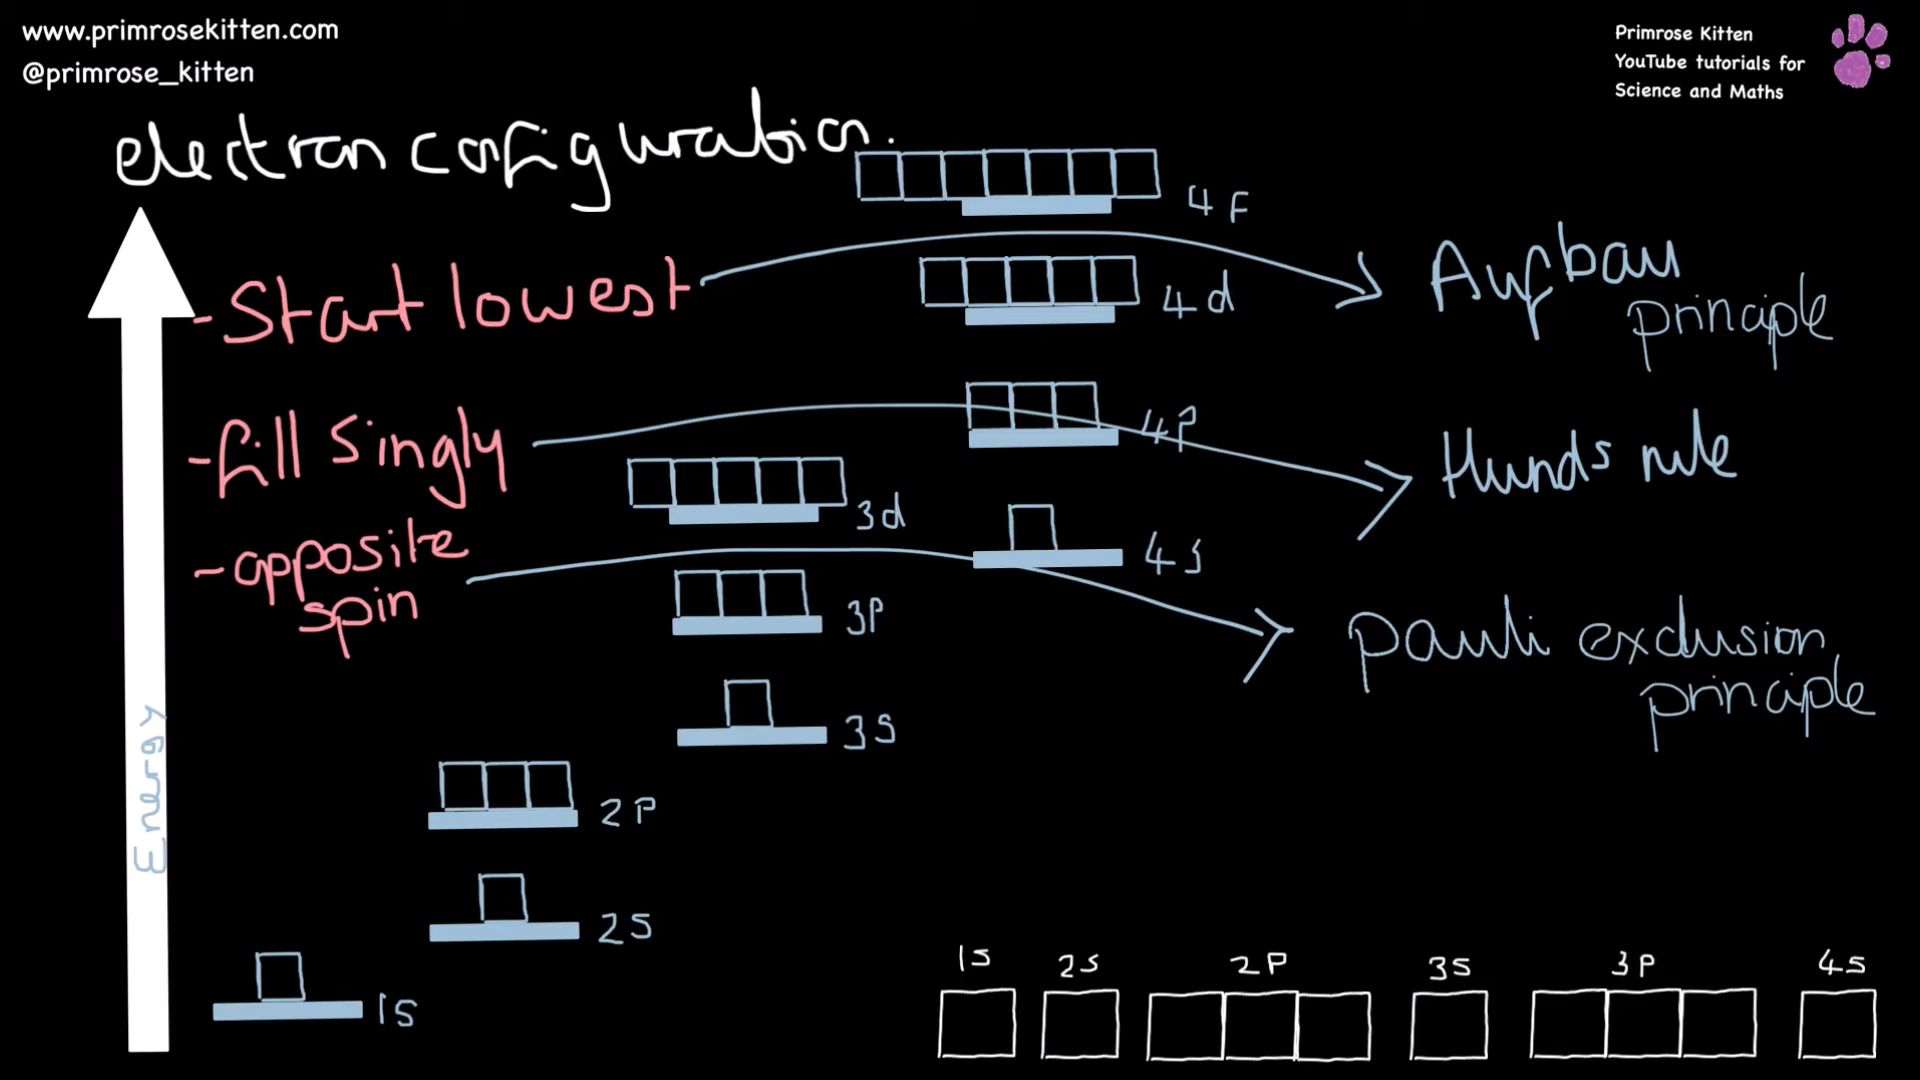 www.primrosekitten.com
@primrose_kitten
Primrose Kitten
YouTube tutorials for
Science and Maths
electron configuration.
4F
- Start lowest
4d
Aufbau
principle
- fill singly
4P
Hunds rule
3d
4s
- opposite
spin
3P
pauli exclusion
principle
3S
Energy
2P
2S
1S
1S 2S 2P 3S 3P 4S